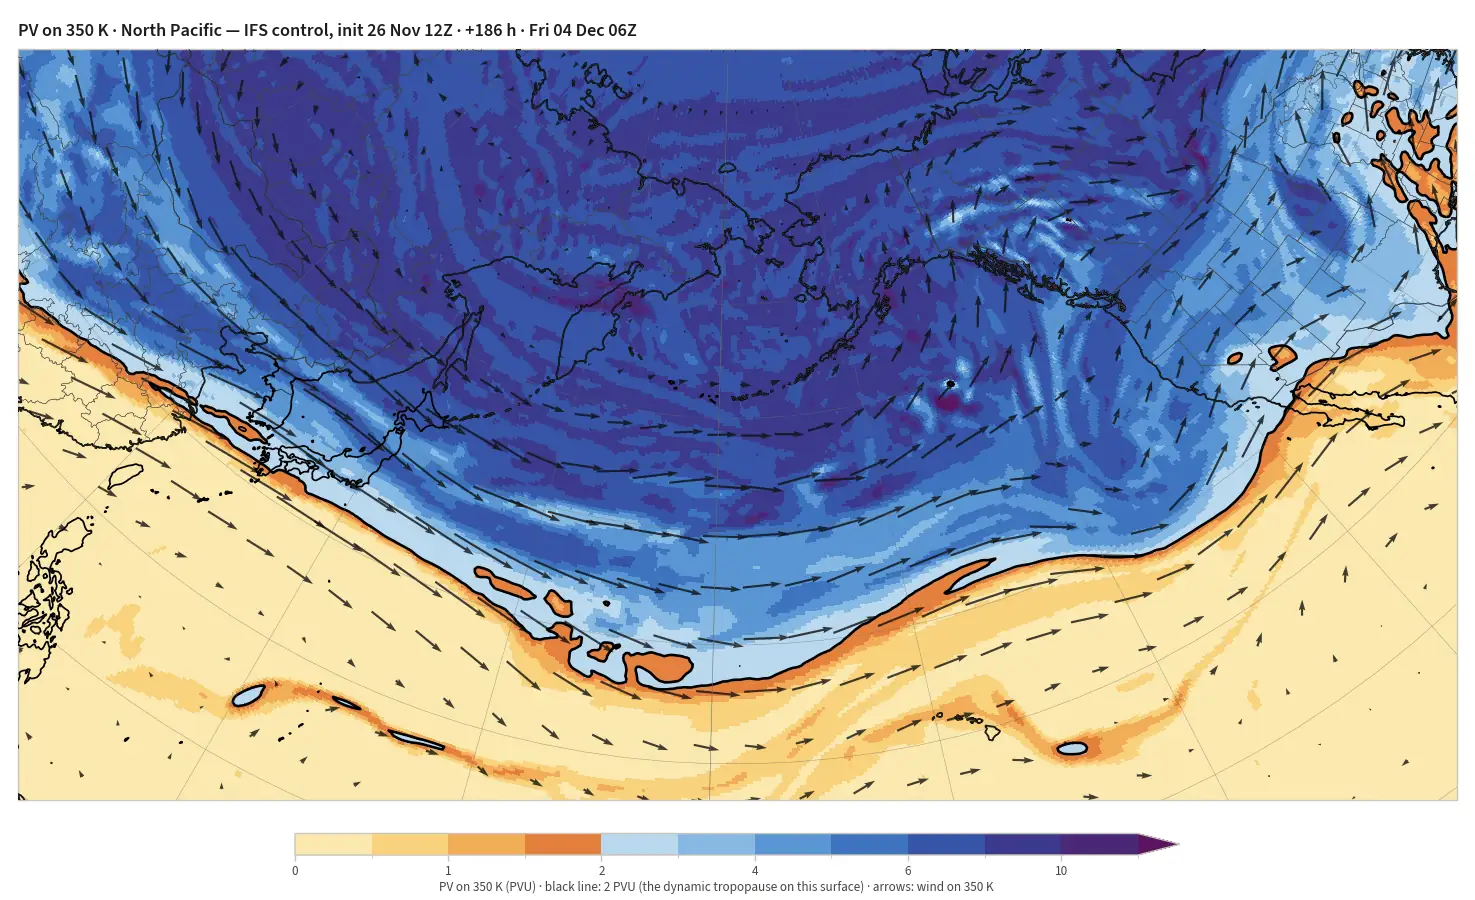 PV on 350 K · North Pacific — IFS control, init 26 Nov 12Z · +186 h · Fri 04 Dec 06Z
0 1 2 4 6 10
PV on 350 K (PVU) · black line: 2 PVU (the dynamic tropopause on this surface) · arrows: wind on 350 K